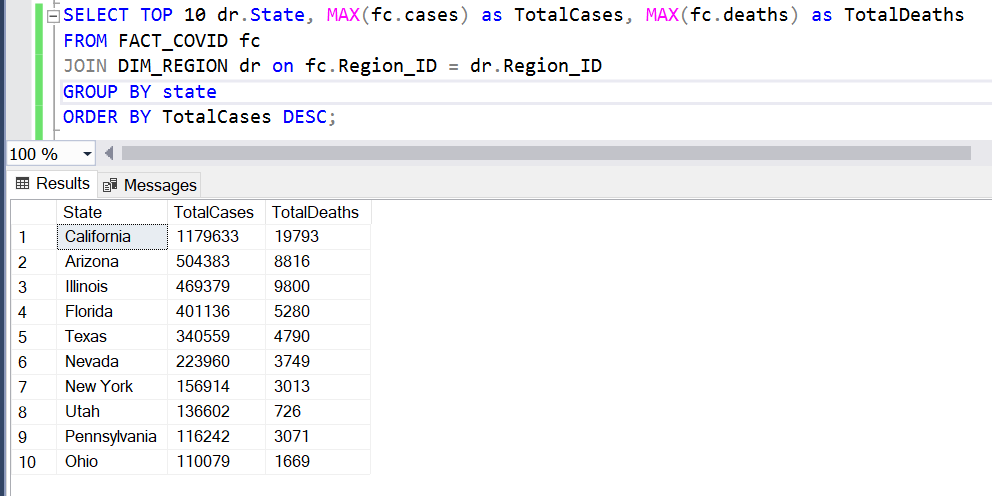 SELECT TOP 10 dr.State, MAX(fc.cases) as TotalCases, MAX(fc.deaths) as TotalDeaths
FROM FACT_COVID fc
JOIN DIM_REGION dr on fc.Region_ID = dr.Region_ID
GROUP BY state
ORDER BY TotalCases DESC;
100 %
Results Messages
State TotalCases TotalDeaths
1 California 1179633 19793
2 Arizona 504383 8816
3 Illinois 469379 9800
4 Florida 401136 5280
5 Texas 340559 4790
6 Nevada 223960 3749
7 New York 156914 3013
8 Utah 136602 726
9 Pennsylvania 116242 3071
10 Ohio 110079 1669